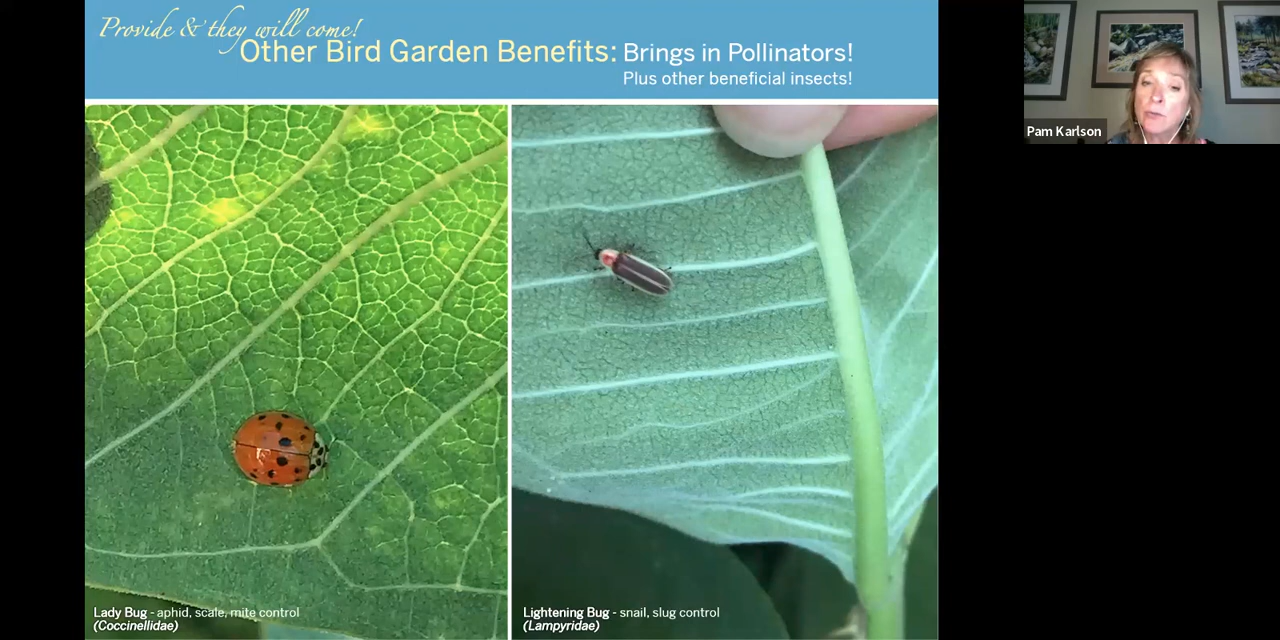 Provide & they will come!
Other Bird Garden Benefits: Brings in Pollinators!
Plus other beneficial insects!
Pam Karlson
Lady Bug - aphid, scale, mite control
(Coccinellidae)
Lightening Bug - snail, slug control
(Lampyridae)